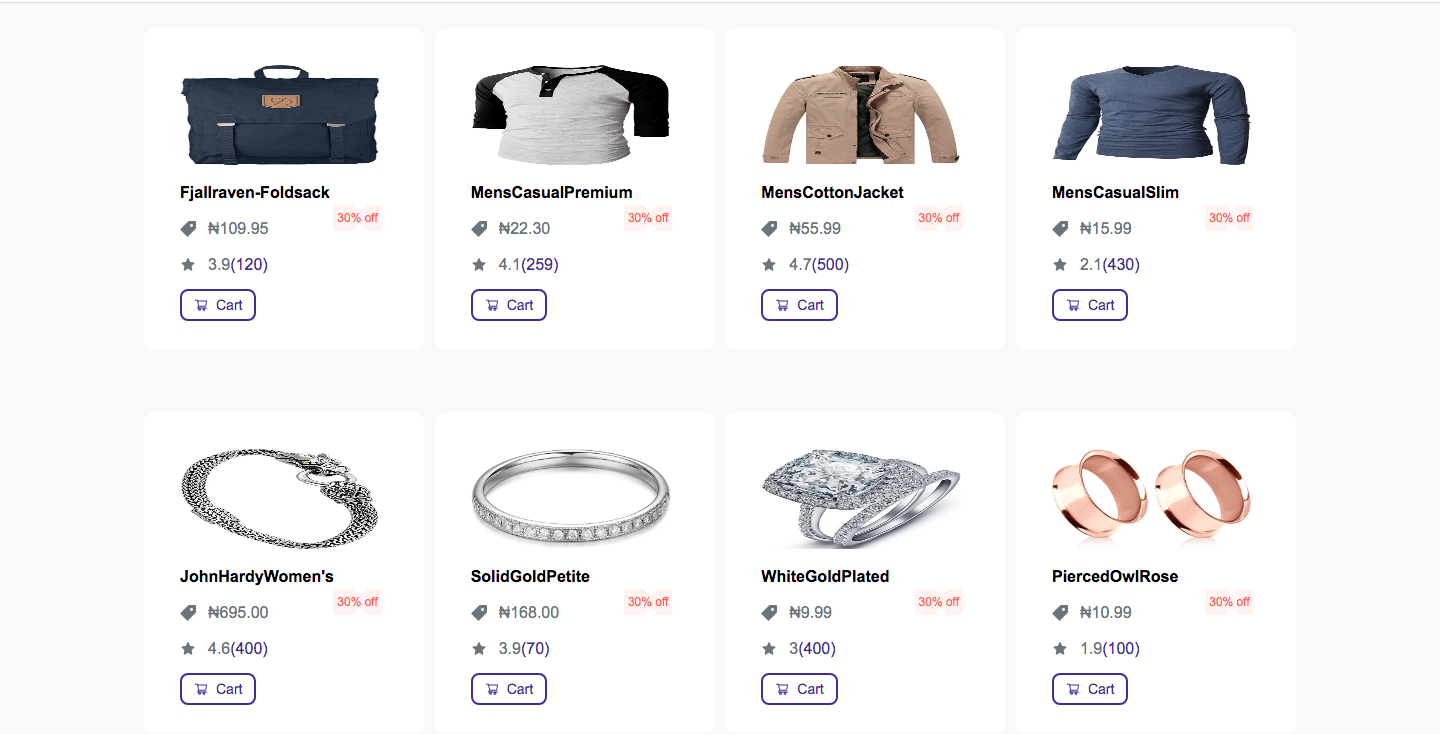 Fjallraven-Foldsack
₦109.95
30% off
3.9(120)
Cart
MensCasualPremium
₦22.30
30% off
4.1(259)
Cart
MensCottonJacket
₦55.99
30% off
4.7(500)
Cart
MensCasualSlim
₦15.99
30% off
2.1(430)
Cart
JohnHardyWomen's
₦695.00
30% off
4.6(400)
Cart
SolidGoldPetite
₦168.00
30% off
3.9(70)
Cart
WhiteGoldPlated
₦9.99
30% off
3(400)
Cart
PiercedOwlRose
₦10.99
30% off
1.9(100)
Cart